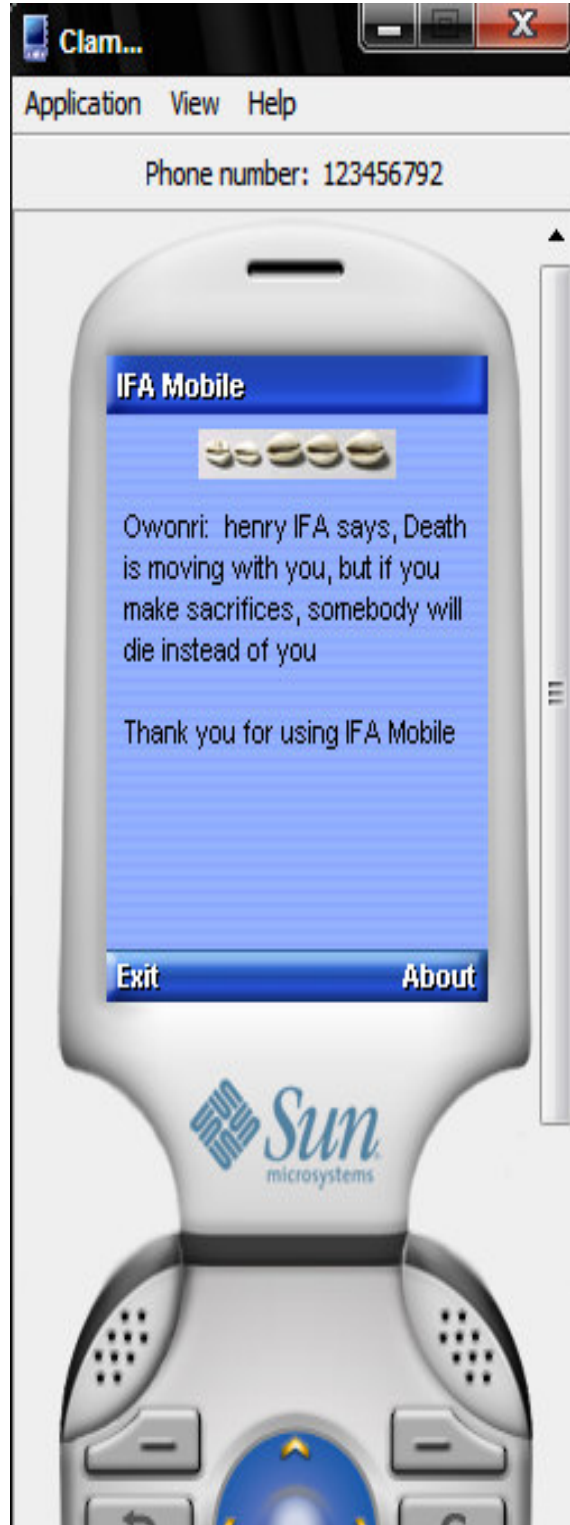 Clam...
Application View Help
Phone number: 123456792
IFA Mobile
Owonri: henry IFA says, Death
is moving with you, but if you
make sacrifices, somebody will
die instead of you
Thank you for using IFA Mobile
Exit About
Sun
microsystems